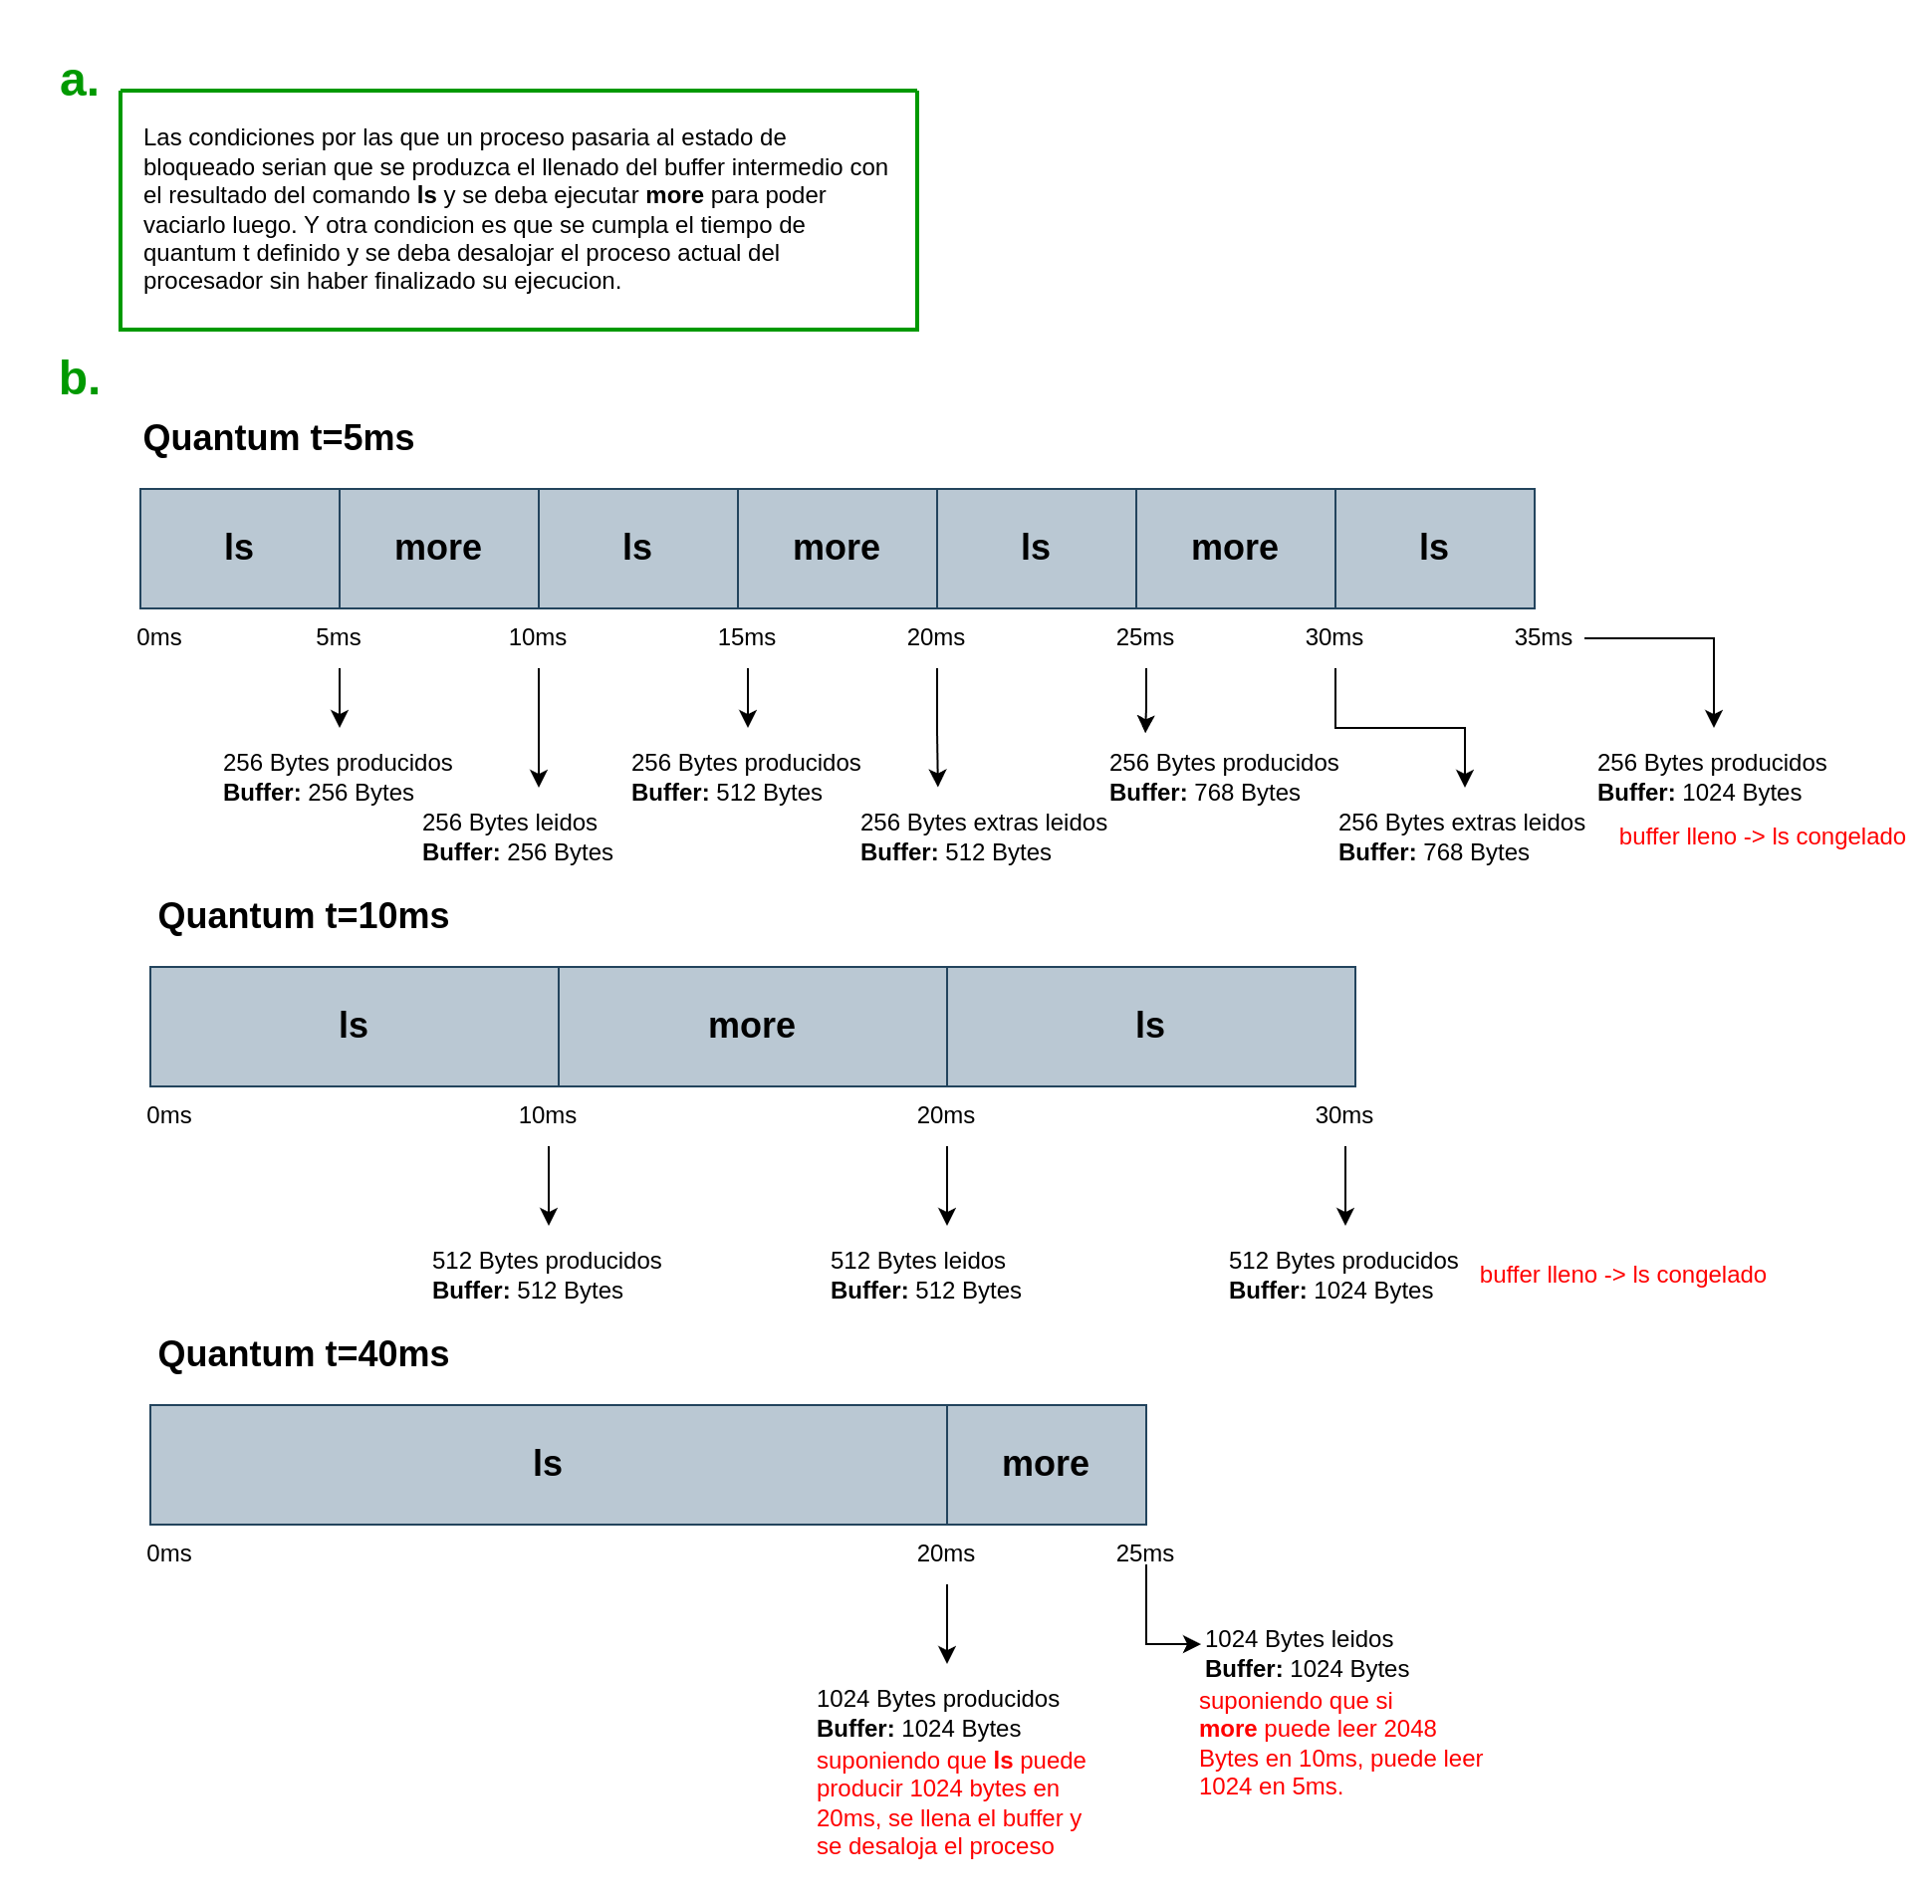 a.
Las condiciones por las que un proceso pasaria al estado de
bloqueado serian que se produzca el llenado del buffer intermedio con
el resultado del comando ls y se deba ejecutar more para poder
vaciarlo luego. Y otra condicion es que se cumpla el tiempo de
quantum t definido y se deba desalojar el proceso actual del
procesador sin haber finalizado su ejecucion.
b.
Quantum t=5ms
ls more ls more ls more ls
0ms 5ms 10ms 15ms 20ms 25ms 30ms 35ms
256 Bytes producidos
Buffer: 256 Bytes
256 Bytes leidos
Buffer: 256 Bytes
256 Bytes producidos
Buffer: 512 Bytes
256 Bytes extras leidos
Buffer: 512 Bytes
256 Bytes producidos
Buffer: 768 Bytes
256 Bytes extras leidos
Buffer: 768 Bytes
256 Bytes producidos
Buffer: 1024 Bytes
buffer lleno -> ls congelado
Quantum t=10ms
ls more ls
0ms 10ms 20ms 30ms
512 Bytes producidos
Buffer: 512 Bytes
512 Bytes leidos
Buffer: 512 Bytes
512 Bytes producidos
Buffer: 1024 Bytes
buffer lleno -> ls congelado
Quantum t=40ms
ls more
0ms 20ms 25ms
1024 Bytes producidos
Buffer: 1024 Bytes
suponiendo que ls puede
producir 1024 bytes en
20ms, se llena el buffer y
se desaloja el proceso
1024 Bytes leidos
Buffer: 1024 Bytes
suponiendo que si
more puede leer 2048
Bytes en 10ms, puede leer
1024 en 5ms.